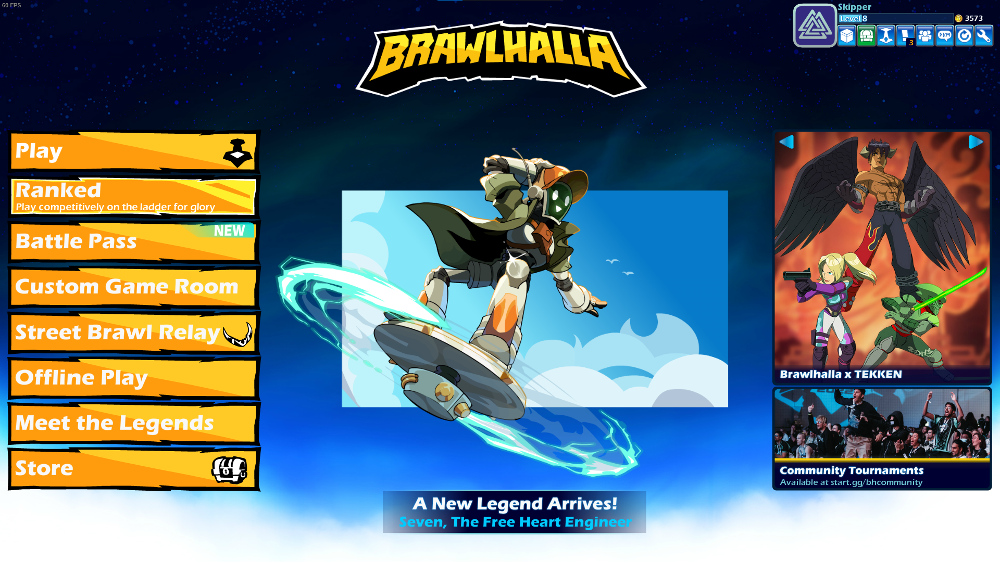 60 FPS
BRAWLHALLA
Skipper
Level 8
3573
3
Play
Ranked
Play competitively on the ladder for glory
NEW
Battle Pass
Custom Game Room
Street Brawl Relay
Offline Play
Meet the Legends
Store
A New Legend Arrives!
Seven, The Free Heart Engineer
Brawlhalla x TEKKEN
Community Tournaments
Available at start.gg/bhcommunity